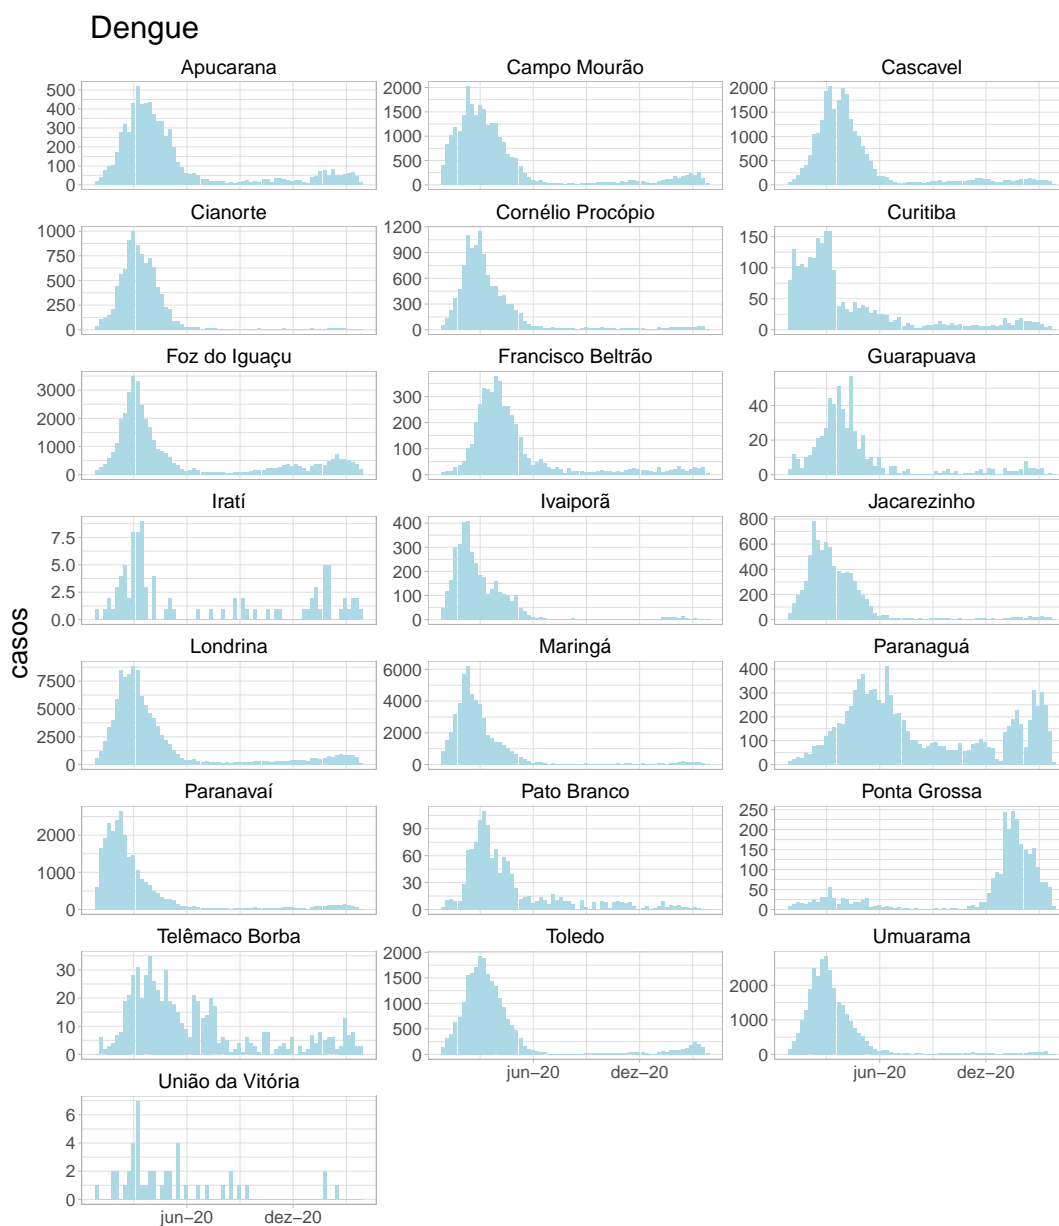 Dengue
Apucarana Campo Mourão Cascavel
500 400 300 200 100 0
2000 1500 1000 500 0
2000 1500 1000 500 0
Cianorte Cornélio Procópio Curitiba
1000 750 500 250 0
1200 900 600 300 0
150 100 50 0
Foz do Iguaçu Francisco Beltrão Guarapuava
3000 2000 1000 0
300 200 100 0
40 20 0
Iratí Ivaiporã Jacarezinho
7.5 5.0 2.5 0.0
400 300 200 100 0
800 600 400 200 0
casos
Londrina Maringá Paranaguá
7500 5000 2500 0
6000 4000 2000 0
400 300 200 100 0
Paranavaí Pato Branco Ponta Grossa
2000 1000 0
90 60 30 0
250 200 150 100 50 0
Telêmaco Borba Toledo Umuarama
30 20 10 0
2000 1500 1000 500 0
2000 1000 0
jun–20 dez–20 jun–20 dez–20
União da Vitória
6 4 2 0
jun–20 dez–20